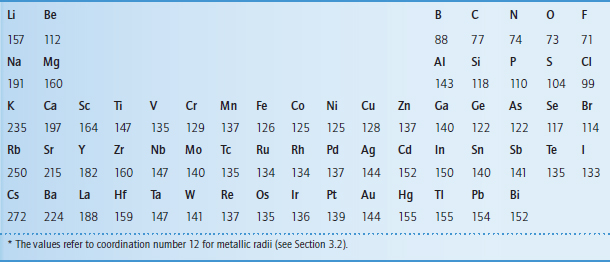 Li Be B C N O F
157 112 88 77 74 73 71
Na Mg Al Si P S Cl
191 160 143 118 110 104 99
K Ca Sc Ti V Cr Mn Fe Co Ni Cu Zn Ga Ge As Se Br
235 197 164 147 135 129 137 126 125 125 128 137 140 122 122 117 114
Rb Sr Y Zr Nb Mo Tc Ru Rh Pd Ag Cd In Sn Sb Te I
250 215 182 160 147 140 135 134 134 137 144 152 150 140 141 135 133
Cs Ba La Hf Ta W Re Os Ir Pt Au Hg Tl Pb Bi
272 224 188 159 147 141 137 135 136 139 144 155 155 154 152
* The values refer to coordination number 12 for metallic radii (see Section 3.2).